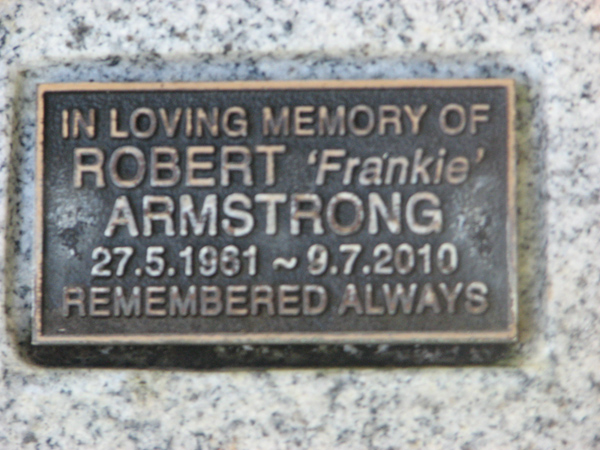 IN LOVING MEMORY OF
ROBERT 'Frankie'
ARMSTRONG
27.5.1961 ~ 9.7.2010
REMEMBERED ALWAYS